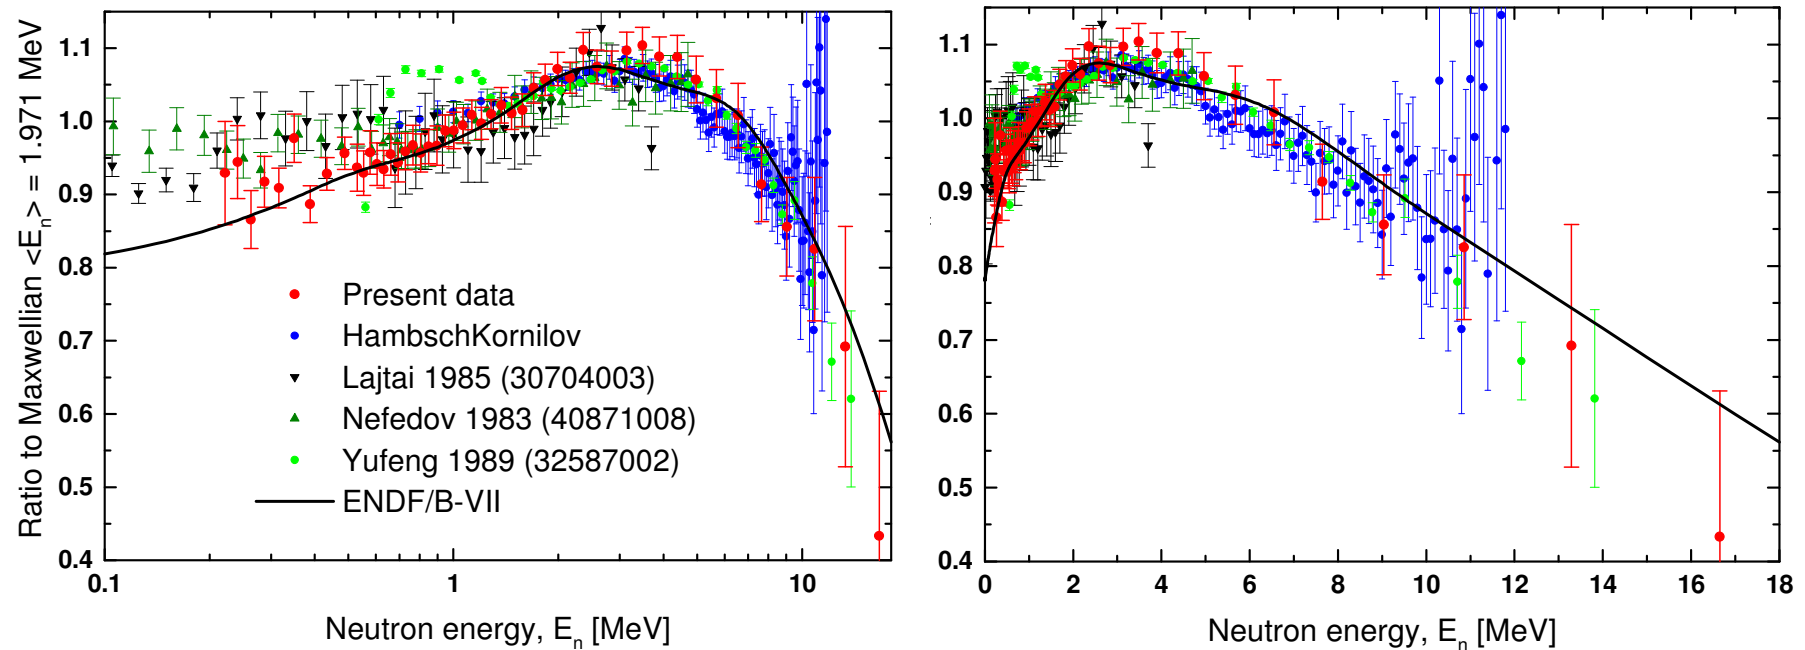 Ratio to Maxwellian <E_n> = 1.971 MeV
1.1
1.0
0.9
0.8
0.7
0.6
0.5
0.4
0.1 1 10
Neutron energy, E_n [MeV]
Present data
HambschKornilov
Lajtai 1985 (30704003)
Nefedov 1983 (40871008)
Yufeng 1989 (32587002)
ENDF/B-VII
1.1
1.0
0.9
0.8
0.7
0.6
0.5
0.4
0 2 4 6 8 10 12 14 16 18
Neutron energy, E_n [MeV]